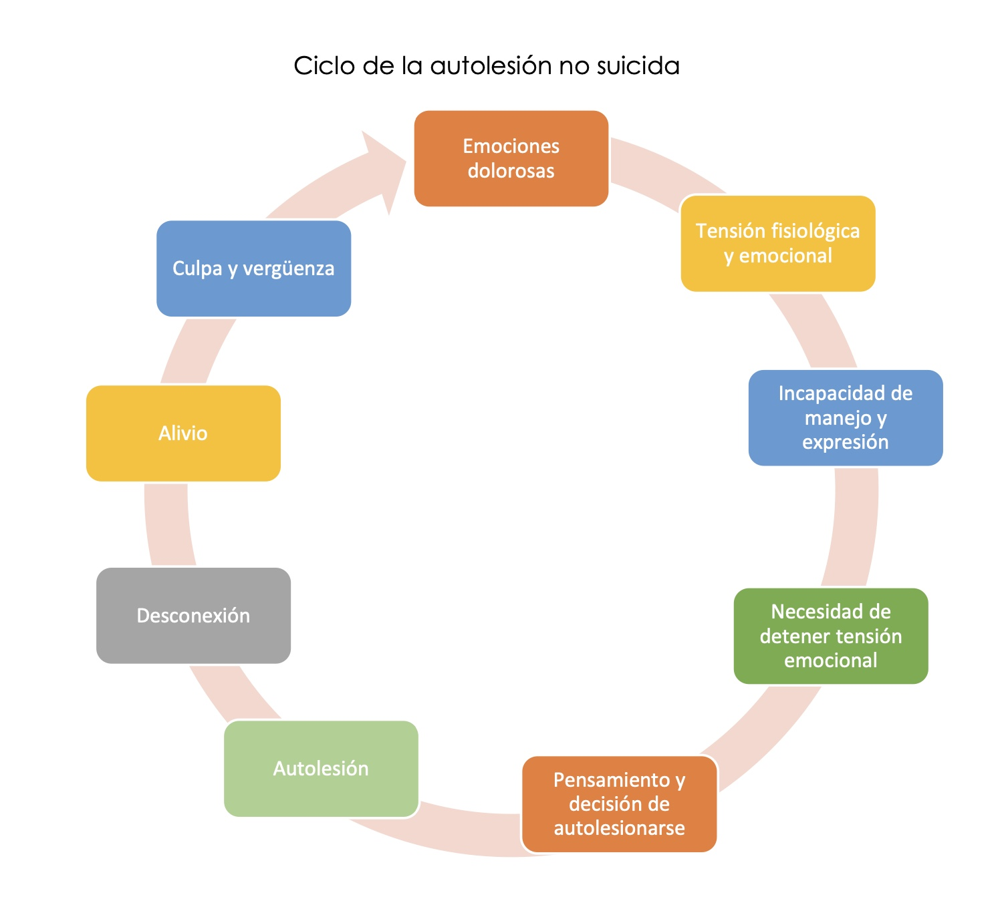 Ciclo de la autolesión no suicida
Emociones
dolorosas
Tensión fisiológica
y emocional
Incapacidad de
manejo y
expresión
Necesidad de
detener tensión
emocional
Pensamiento y
decisión de
autolesionarse
Autolesión
Desconexión
Alivio
Culpa y vergüenza